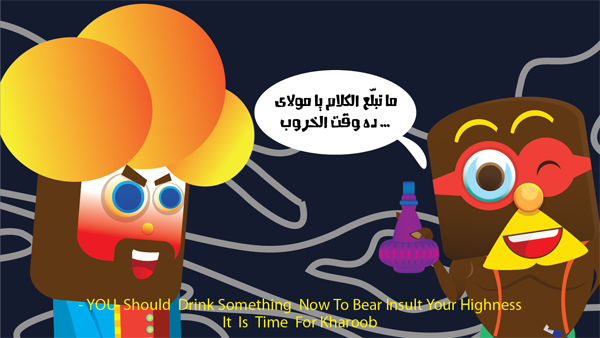 ما تبلّع الكلام يا مولاى
... ده وقت الخروب
- YOU Should Drink Something Now To Bear Insult Your Highness
It Is Time For Kharoob